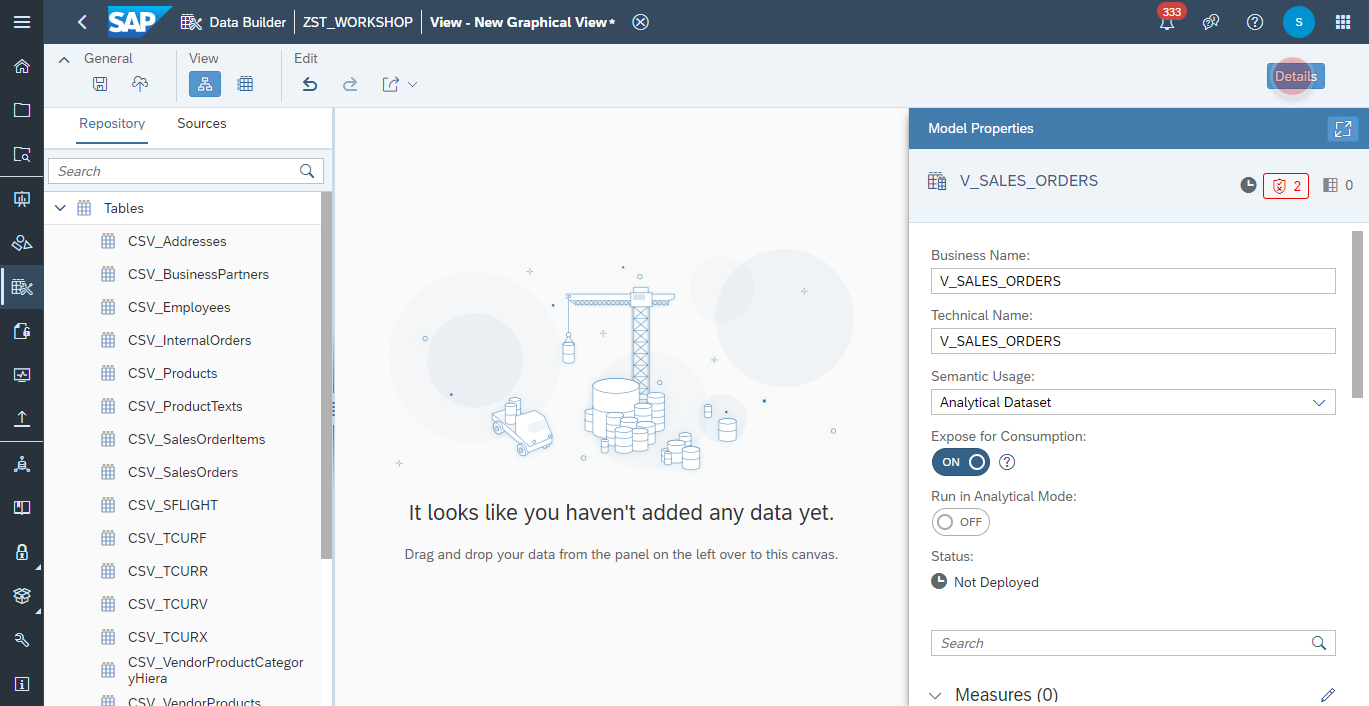 SAP
Data Builder
ZST_WORKSHOP
View - New Graphical View*
333
S
General
View
Edit
Details
Repository
Sources
Search
Tables
CSV_Addresses
CSV_BusinessPartners
CSV_Employees
CSV_InternalOrders
CSV_Products
CSV_ProductTexts
CSV_SalesOrderItems
CSV_SalesOrders
CSV_SFLIGHT
CSV_TCURF
CSV_TCURR
CSV_TCURV
CSV_TCURX
CSV_VendorProductCategor
yHiera
CSV_VendorProducts
It looks like you haven't added any data yet.
Drag and drop your data from the panel on the left over to this canvas.
Model Properties
V_SALES_ORDERS
2
0
Business Name:
V_SALES_ORDERS
Technical Name:
V_SALES_ORDERS
Semantic Usage:
Analytical Dataset
Expose for Consumption:
ON
Run in Analytical Mode:
OFF
Status:
Not Deployed
Search
Measures (0)